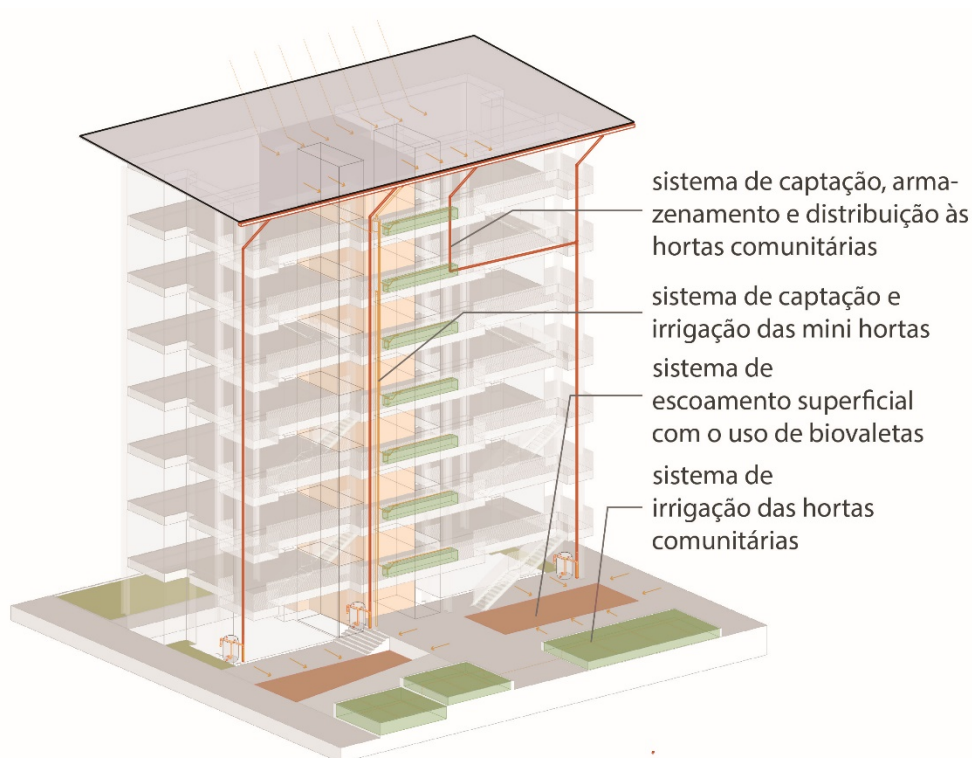 sistema de captação, arma-
zenamento e distribuição às
hortas comunitárias
sistema de captação e
irrigação das mini hortas
sistema de
escoamento superficial
com o uso de biovaletas
sistema de
irrigação das hortas
comunitárias